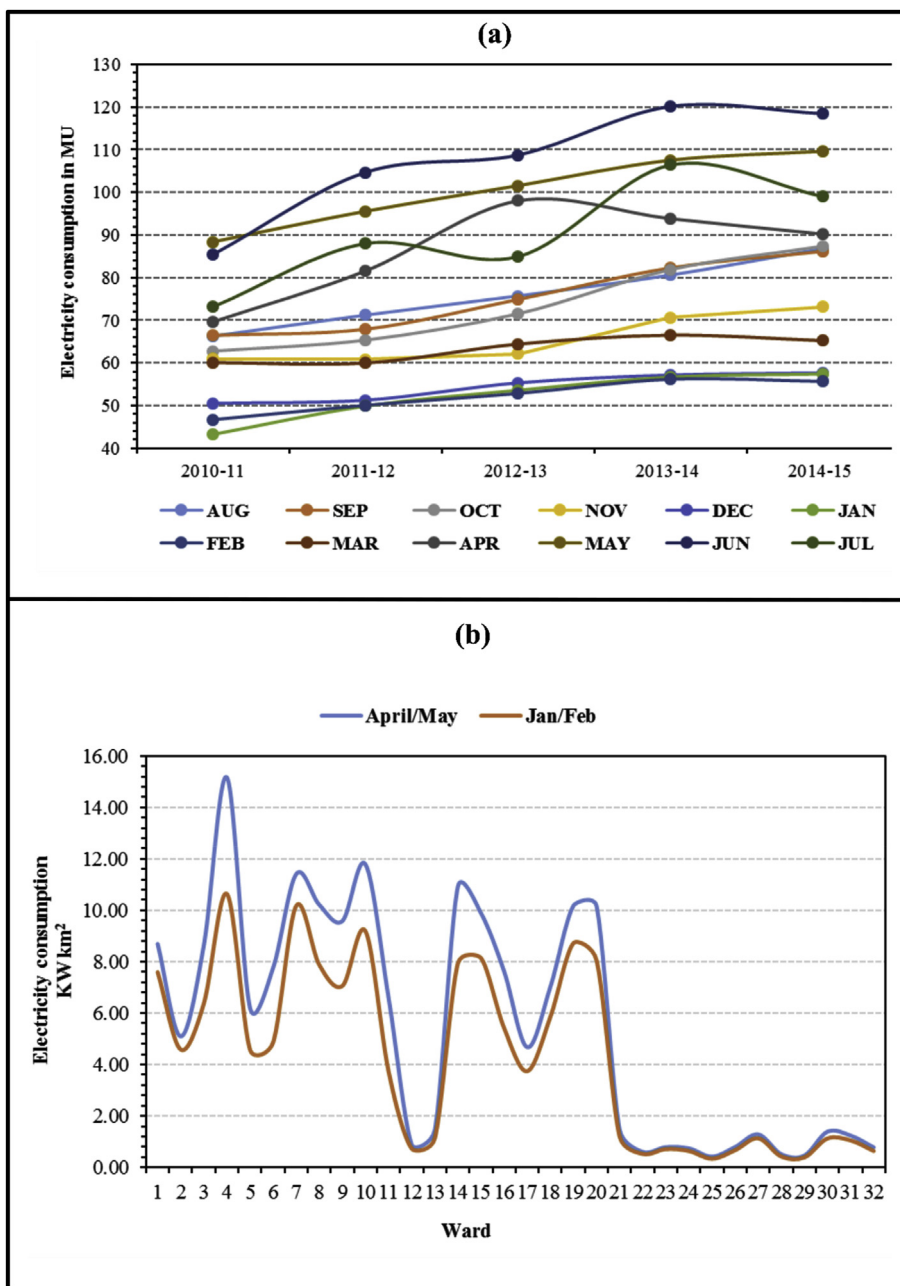 (a)
Electricity consumption in MU
130
120
110
100
90
80
70
60
50
40
2010-11 2011-12 2012-13 2013-14 2014-15
AUG SEP OCT NOV DEC JAN
FEB MAR APR MAY JUN JUL
(b)
April/May Jan/Feb
Electricity consumption
KW km²
16.00
14.00
12.00
10.00
8.00
6.00
4.00
2.00
0.00
1 2 3 4 5 6 7 8 9 10 11 12 13 14 15 16 17 18 19 20 21 22 23 24 25 26 27 28 29 30 31 32
Ward